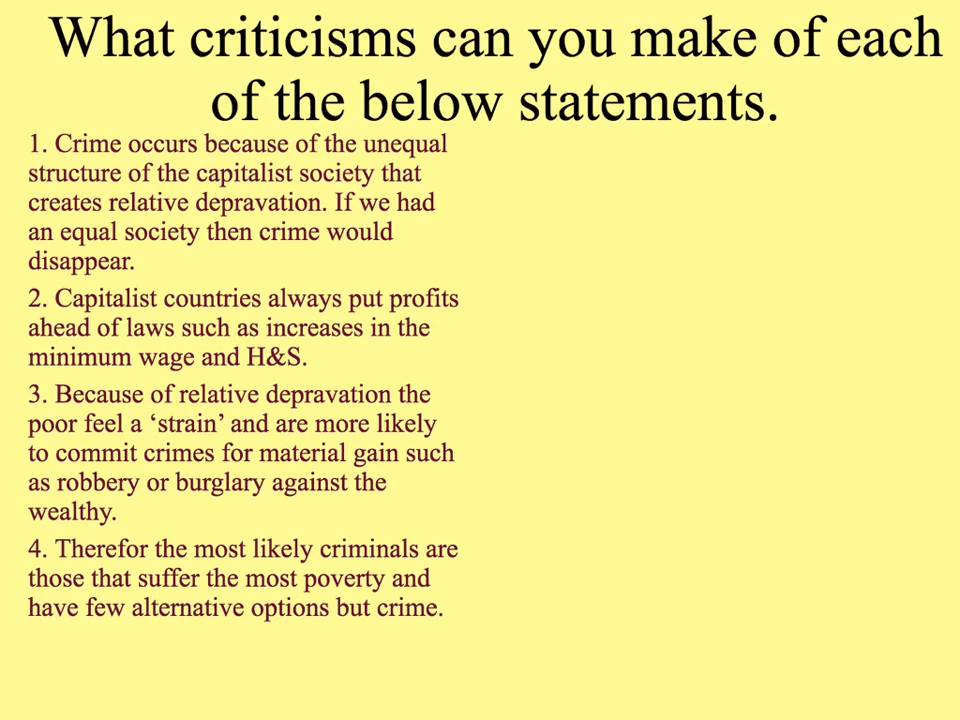 What criticisms can you make of each
of the below statements.
1. Crime occurs because of the unequal
structure of the capitalist society that
creates relative depravation. If we had
an equal society then crime would
disappear.
2. Capitalist countries always put profits
ahead of laws such as increases in the
minimum wage and H&S.
3. Because of relative depravation the
poor feel a ‘strain’ and are more likely
to commit crimes for material gain such
as robbery or burglary against the
wealthy.
4. Therefor the most likely criminals are
those that suffer the most poverty and
have few alternative options but crime.